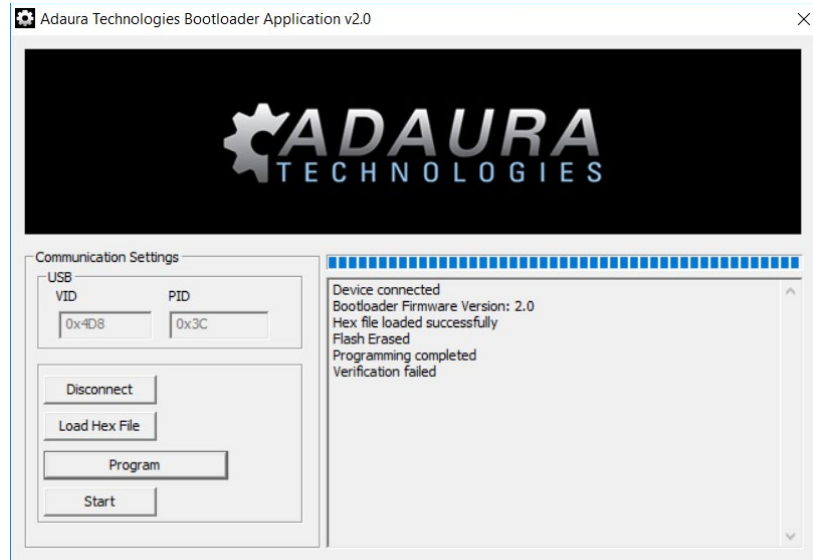 Adaura Technologies Bootloader Application v2.0
ADAURA
TECHNOLOGIES
Communication Settings
USB
VID PID
0x4D8 0x3C
Disconnect
Load Hex File
Program
Start
Device connected
Bootloader Firmware Version: 2.0
Hex file loaded successfully
Flash Erased
Programming completed
Verification failed